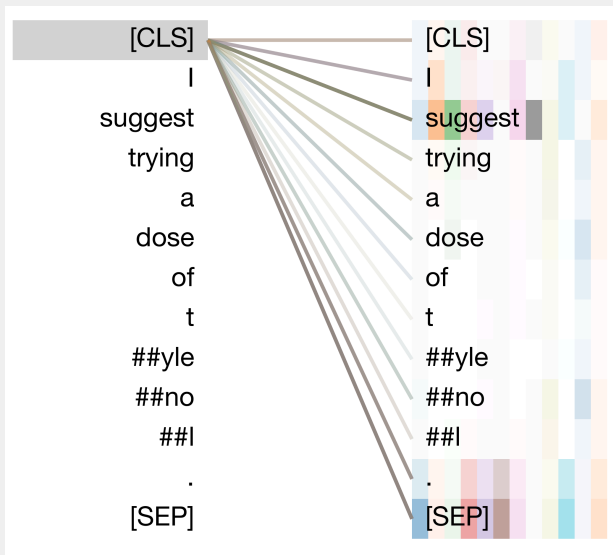 [CLS] [CLS]
I I
suggest suggest
trying trying
a a
dose dose
of of
t t
##yle ##yle
##no ##no
##l ##l
. .
[SEP] [SEP]